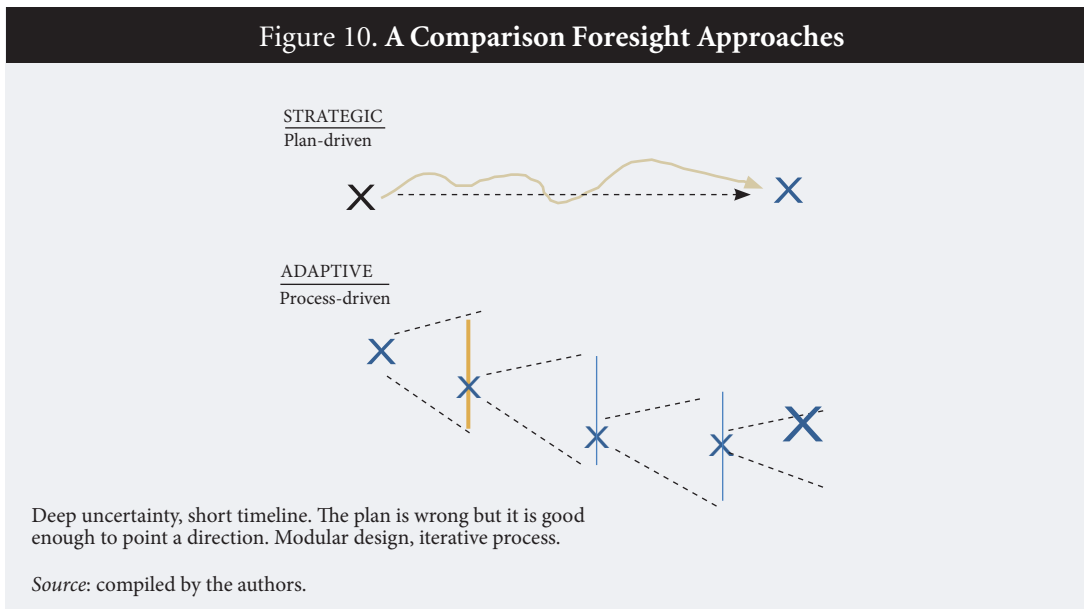 Figure 10. A Comparison Foresight Approaches
STRATEGIC
Plan-driven
ADAPTIVE
Process-driven
Deep uncertainty, short timeline. The plan is wrong but it is good
enough to point a direction. Modular design, iterative process.
Source: compiled by the authors.